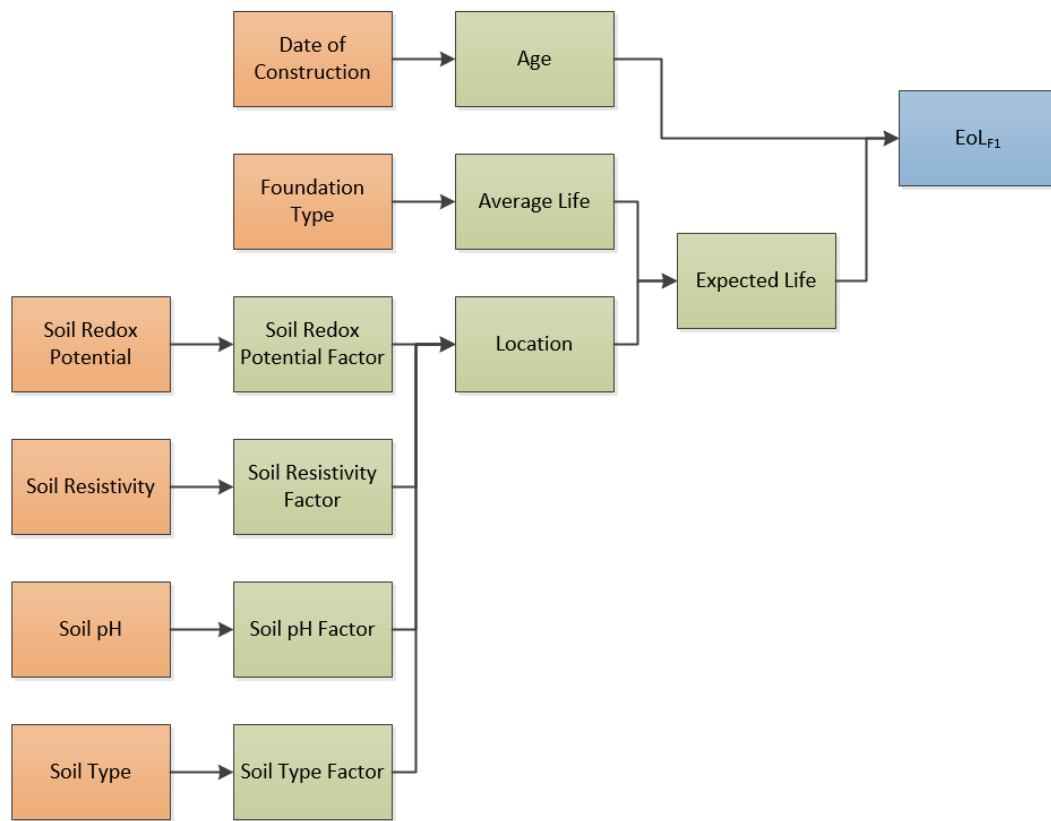 Date of
Construction
Age
EoLF1
Foundation
Type
Average Life
Expected Life
Soil Redox
Potential
Soil Redox
Potential Factor
Location
Soil Resistivity
Soil Resistivity
Factor
Soil pH
Soil pH Factor
Soil Type
Soil Type Factor